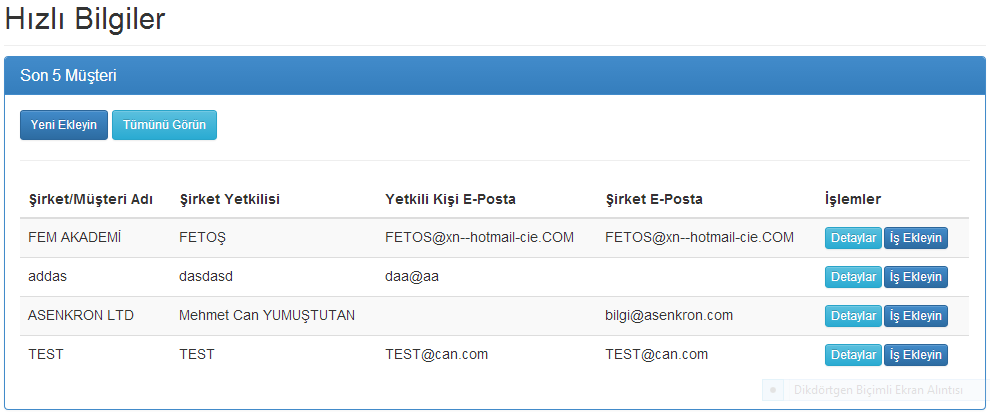 Hızlı Bilgiler
Son 5 Müşteri
Yeni Ekleyin Tümünü Görün
Şirket/Müşteri Adı Şirket Yetkilisi Yetkili Kişi E-Posta Şirket E-Posta İşlemler
FEM AKADEMİ FETOŞ FETOS@xn--hotmail-cie.COM FETOS@xn--hotmail-cie.COM Detaylar İş Ekleyin
addas dasdasd daa@aa Detaylar İş Ekleyin
ASENKRON LTD Mehmet Can YUMUŞTUTAN bilgi@asenkron.com Detaylar İş Ekleyin
TEST TEST TEST@can.com TEST@can.com Detaylar İş Ekleyin
Dikdörtgen Biçimli Ekran Alıntısı